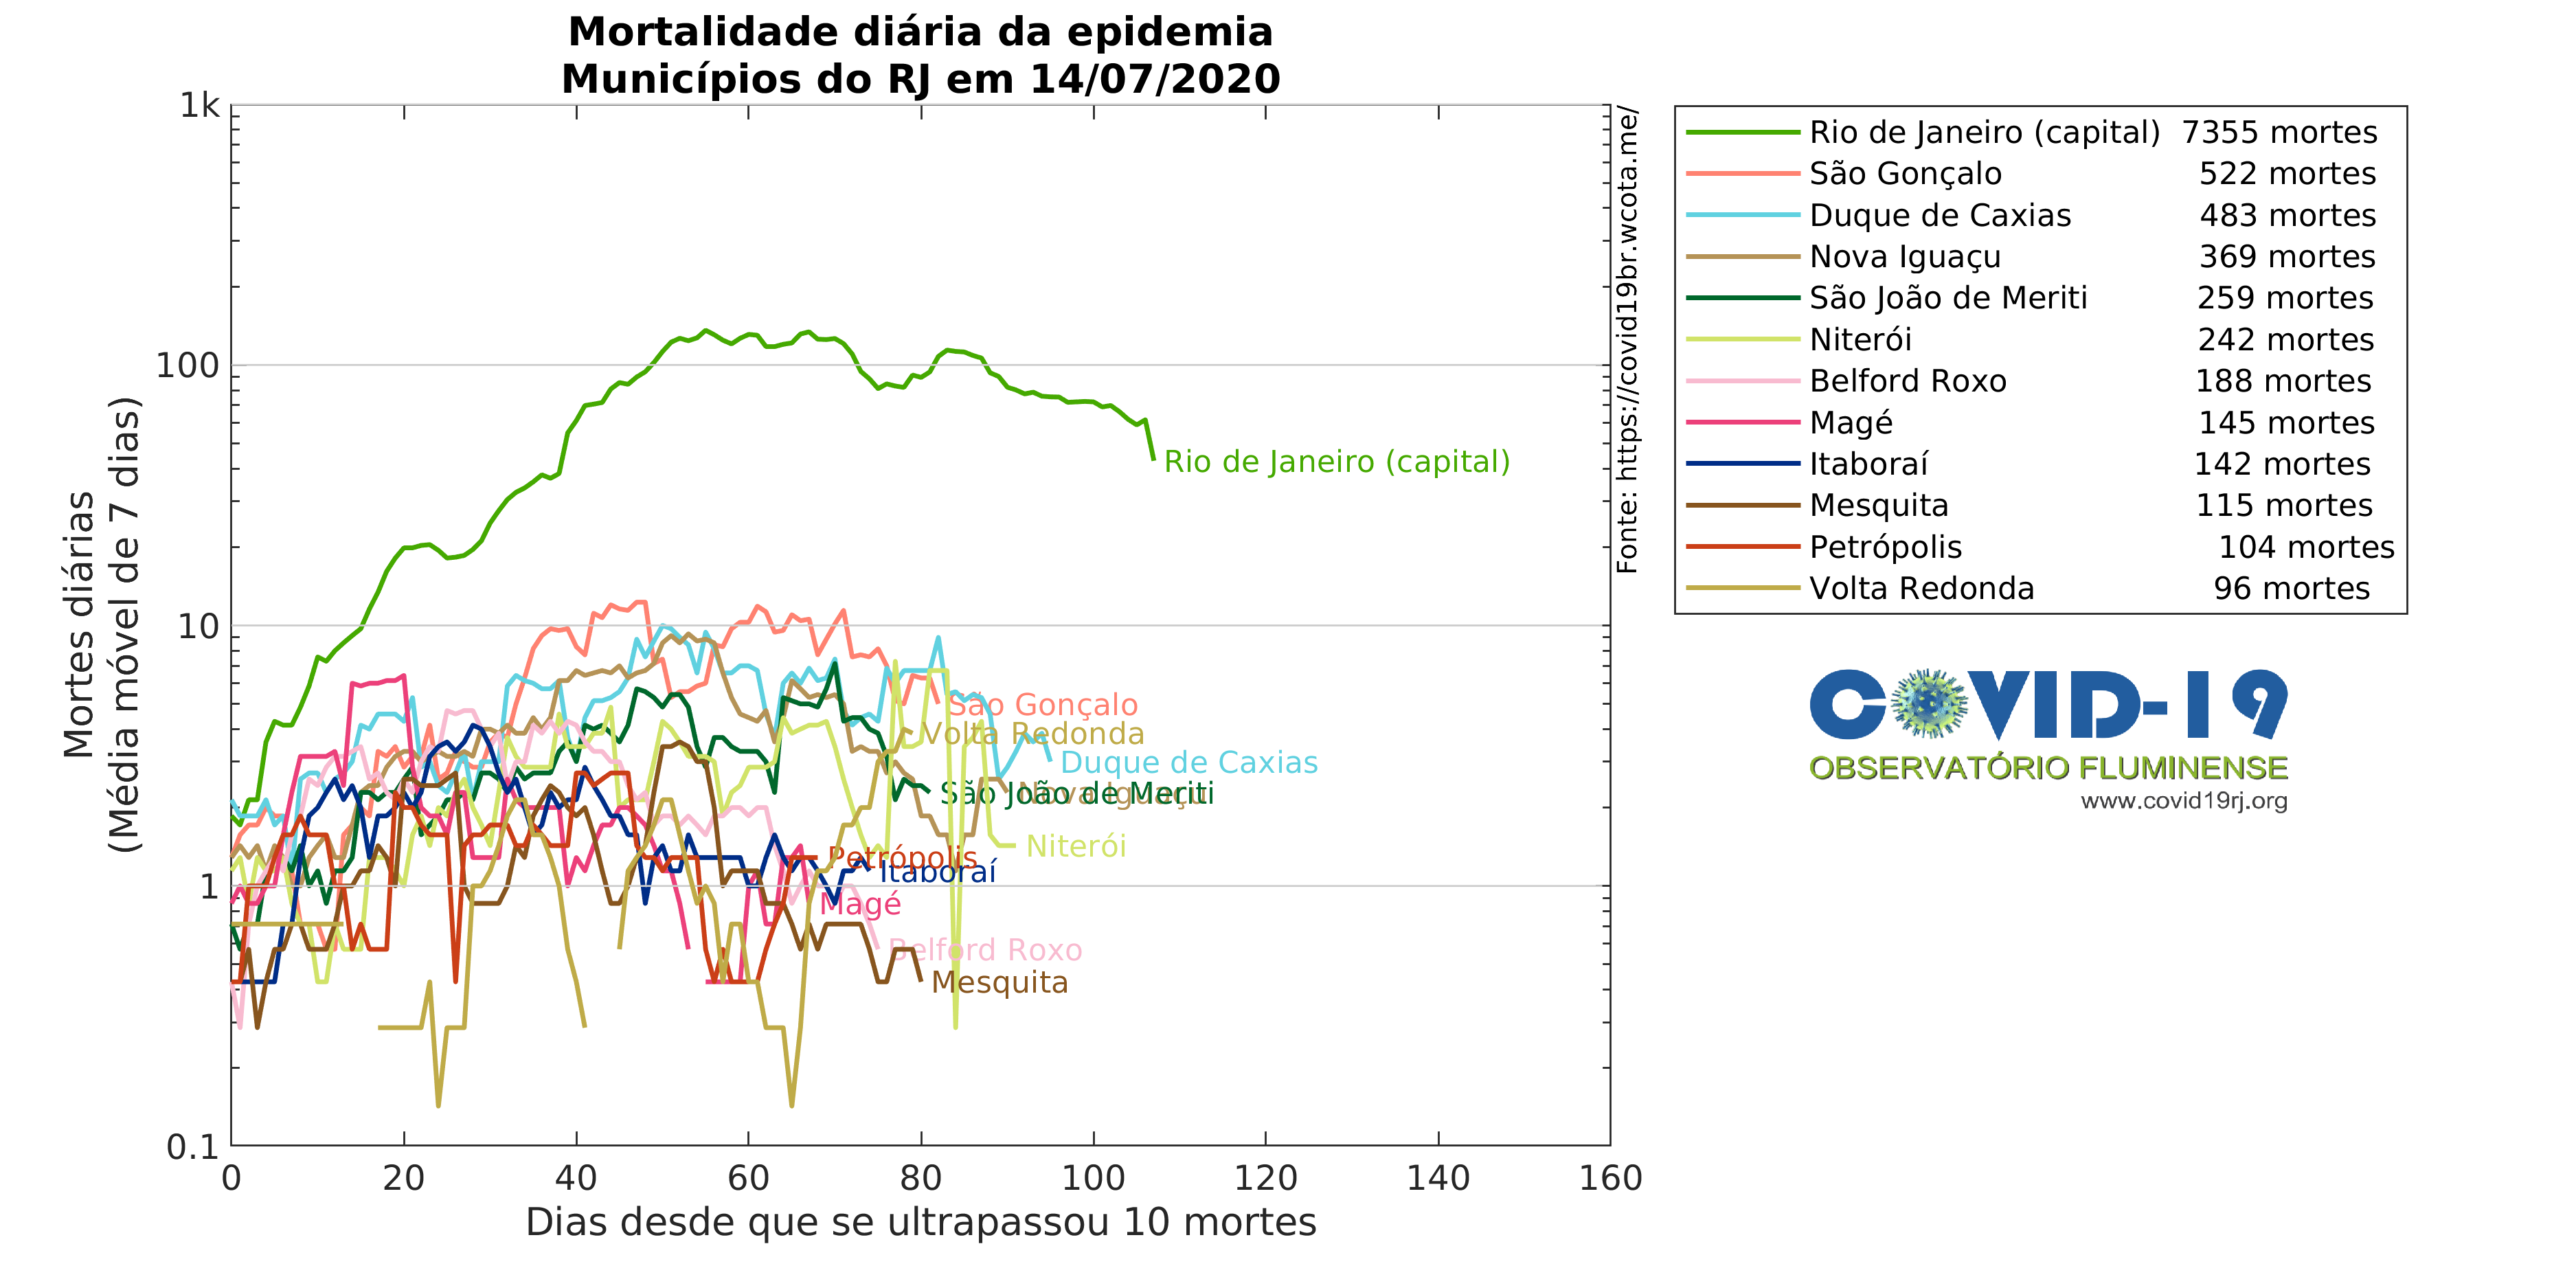 Mortalidade diária da epidemia
Municípios do RJ em 14/07/2020
Mortes diárias
(Média móvel de 7 dias)
1k
100
10
1
0.1
0
20
40
60
80
100
120
140
160
Dias desde que se ultrapassou 10 mortes
Rio de Janeiro (capital)
São Gonçalo
Volta Redonda
Duque de Caxias
Nova Iguaçu
São João de Meriti
Niterói
Petrópolis
Itaboraí
Magé
Belford Roxo
Mesquita
Fonte: https://covid19br.wcota.me/
Rio de Janeiro (capital) 7355 mortes
São Gonçalo 522 mortes
Duque de Caxias 483 mortes
Nova Iguaçu 369 mortes
São João de Meriti 259 mortes
Niterói 242 mortes
Belford Roxo 188 mortes
Magé 145 mortes
Itaboraí 142 mortes
Mesquita 115 mortes
Petrópolis 104 mortes
Volta Redonda 96 mortes
COVID-19
OBSERVATÓRIO FLUMINENSE
www.covid19rj.org